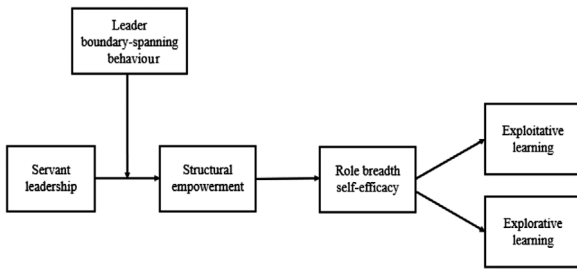 Leader
boundary-spanning
behaviour
Servant
leadership
Structural
empowerment
Role breadth
self-efficacy
Exploitative
learning
Explorative
learning